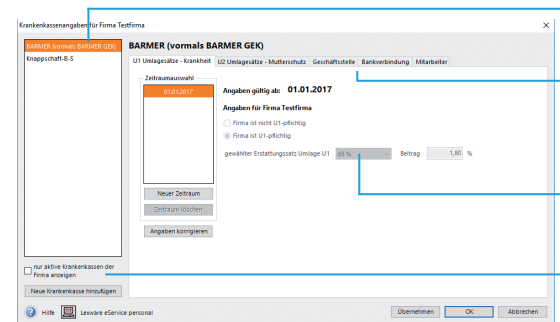 Krankenkassenangaben für Firma Testfirma
BARMER (vormals BARMER GEK)
Knappschaft-B-S
BARMER (vormals BARMER GEK)
U1 Umlagesätze - Krankheit U2 Umlagesätze - Mutterschutz Geschäftsstelle Bankverbindung Mitarbeiter
Zeitraumauswahl
01.01.2017
Angaben gültig ab: 01.01.2017
Angaben für Firma Testfirma
Firma ist nicht U1-pflichtig
Firma ist U1-pflichtig
gewählter Erstattungssatz Umlage U1 65 % Beitrag 1,80 %
Neuer Zeitraum
Zeitraum löschen
Angaben korrigieren
nur aktive Krankenkassen der
Firma anzeigen
Neue Krankenkasse hinzufügen
Hilfe Lexware eService personal
Übernehmen OK Abbrechen